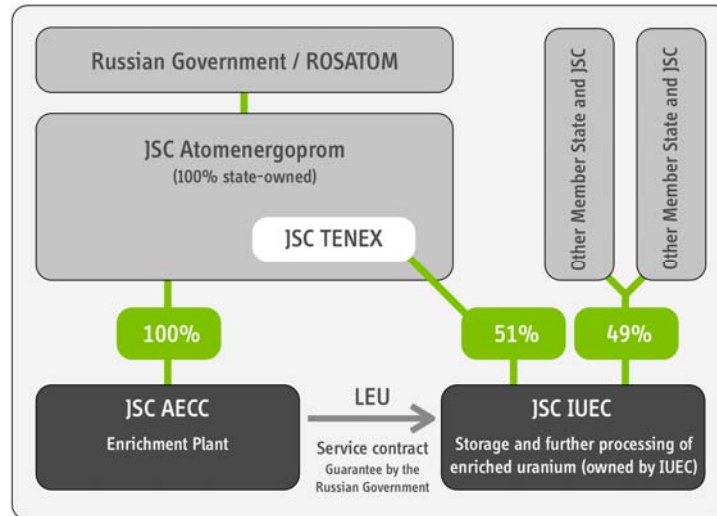 Russian Government / ROSATOM
JSC Atomenergoprom
(100% state-owned)
JSC TENEX
Other Member State and JSC
Other Member State and JSC
100%
51%
49%
JSC AECC
Enrichment Plant
LEU
Service contract
Guarantee by the
Russian Government
JSC IUEC
Storage and further processing of
enriched uranium (owned by IUEC)